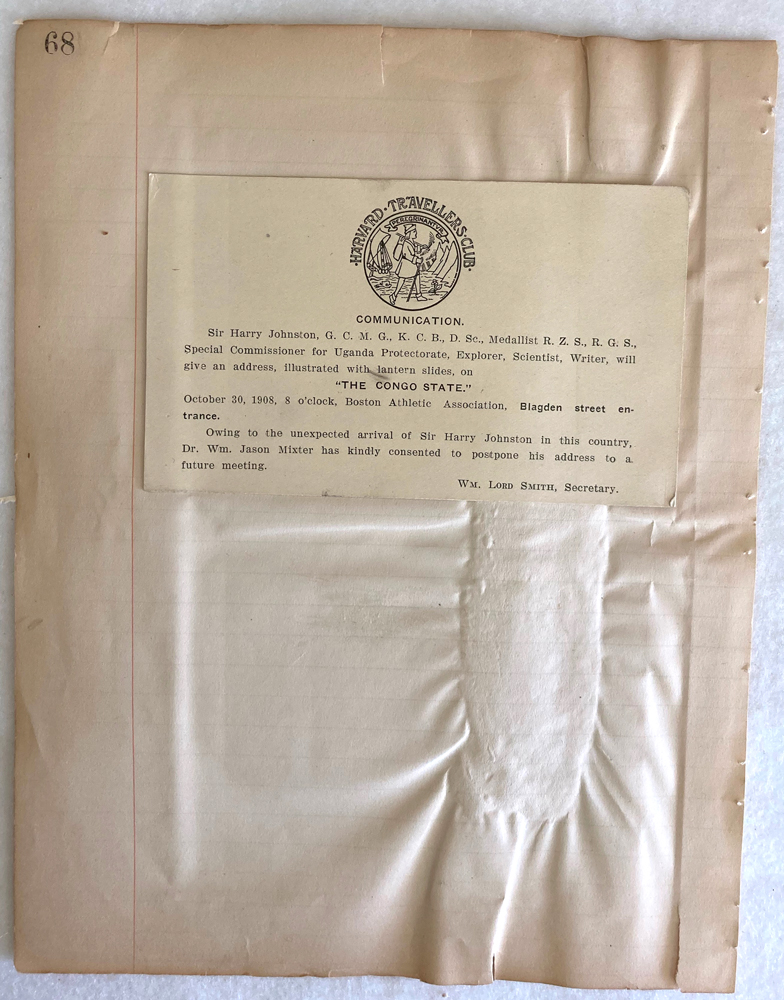 68
·HARVARD·TRAVELLERS·CLUB·
PEREGRINAMUR
COMMUNICATION.
Sir Harry Johnston, G. C. M. G., K. C. B., D. Sc., Medallist R. Z. S., R. G. S.,
Special Commissioner for Uganda Protectorate, Explorer, Scientist, Writer, will
give an address, illustrated with lantern slides, on
"THE CONGO STATE."
October 30, 1908, 8 o'clock, Boston Athletic Association, Blagden street en-
trance.
Owing to the unexpected arrival of Sir Harry Johnston in this country,
Dr. Wm. Jason Mixter has kindly consented to postpone his address to a
future meeting.
WM. LORD SMITH, Secretary.